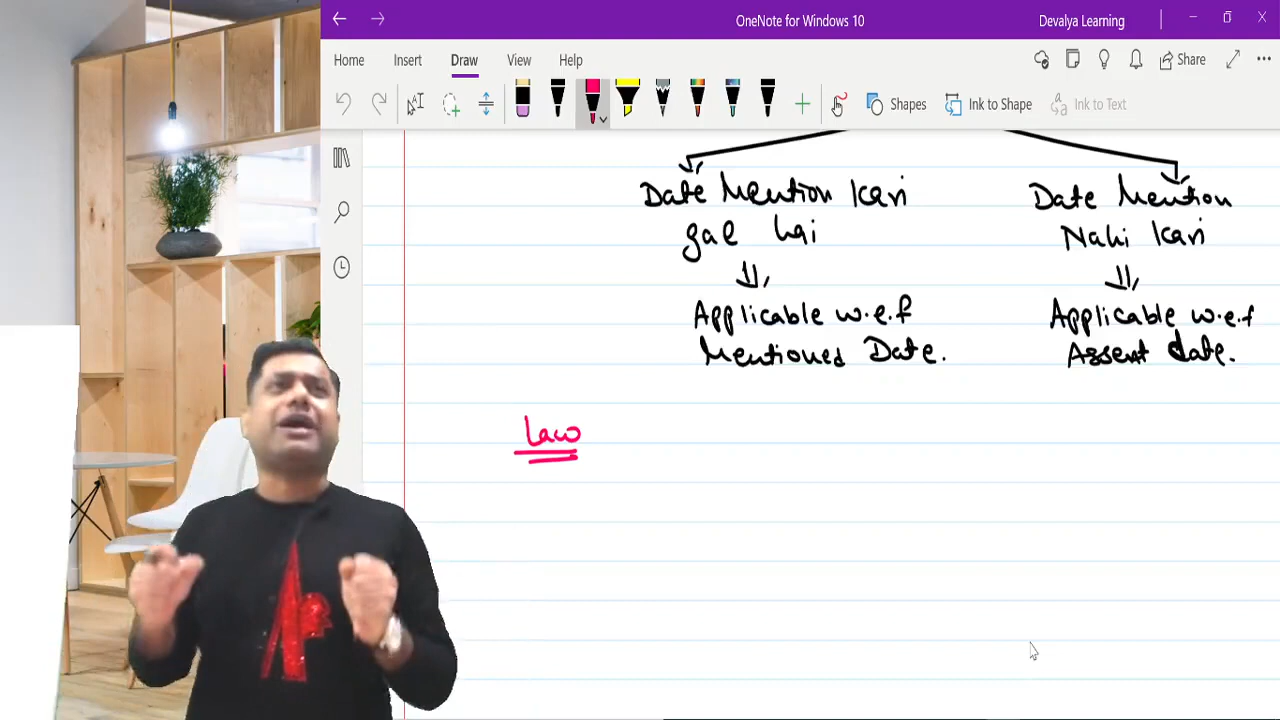 OneNote for Windows 10
Devalya Learning
Home
Insert
Draw
View
Help
Share
Shapes
Ink to Shape
Ink to Text
Date Mention Kari
gae hai
Applicable w.e.f
Mentioned Date.
Date Mention
Nahi Kari
Applicable w.e.f
Assent date.
Law